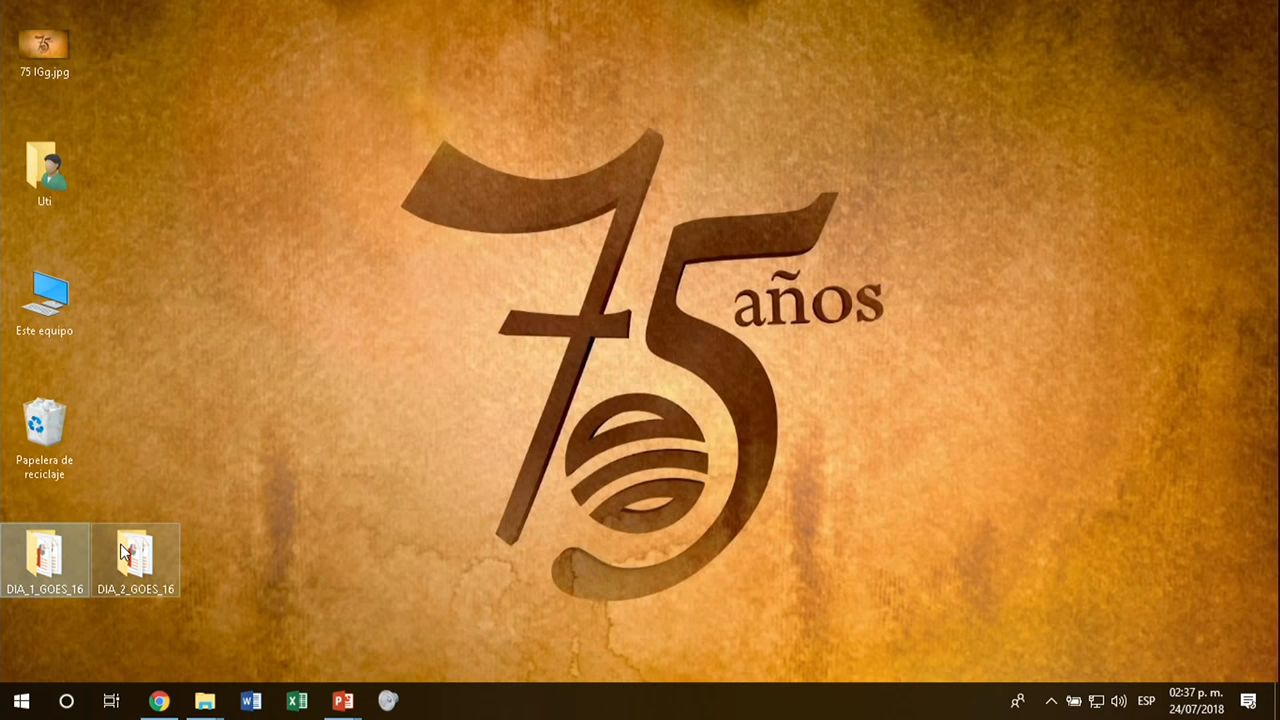 75 IGg.jpg
Uti
Este equipo
Papelera de
reciclaje
DIA_1_GOES_16
DIA_2_GOES_16
75
años
ESP
02:37 p. m.
24/07/2018